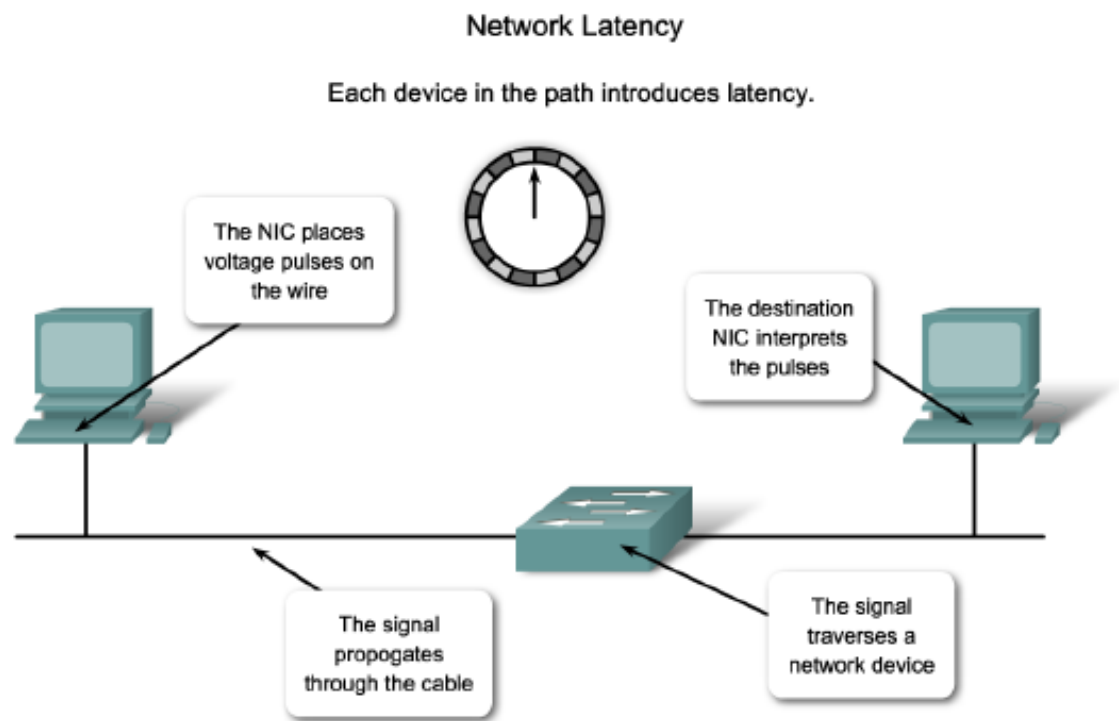 Network Latency
Each device in the path introduces latency.
The NIC places
voltage pulses on
the wire
The destination
NIC interprets
the pulses
The signal
propogates
through the cable
The signal
traverses a
network device